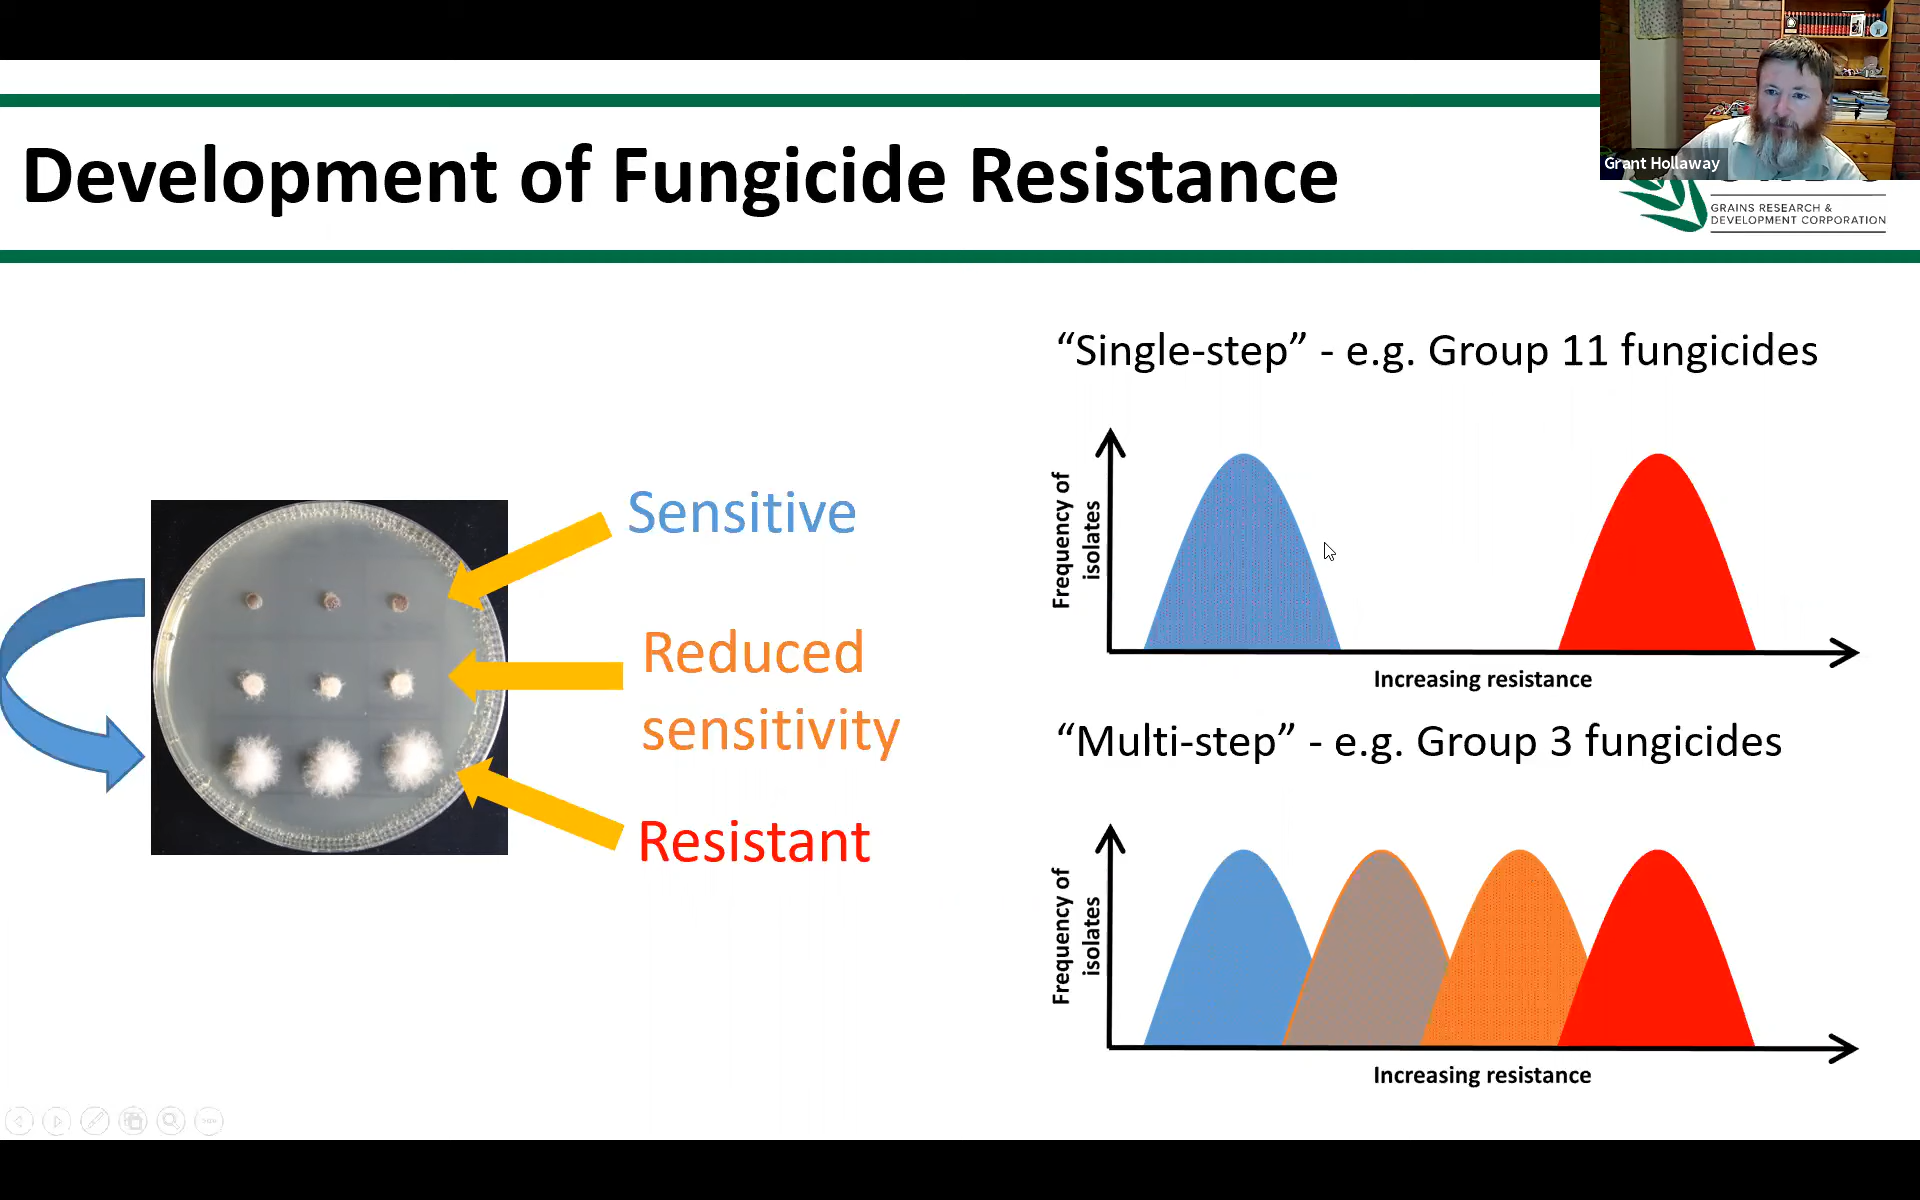 Grant Hollaway
Development of Fungicide Resistance
GRAINS RESEARCH &
DEVELOPMENT CORPORATION
Sensitive
Reduced
sensitivity
Resistant
“Single-step” - e.g. Group 11 fungicides
Frequency of
isolates
Increasing resistance
“Multi-step” - e.g. Group 3 fungicides
Frequency of
isolates
Increasing resistance